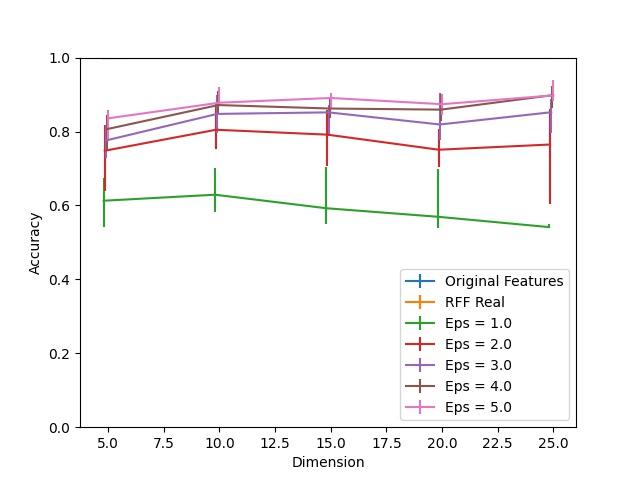 1.0
0.8
0.6
0.4
0.2
0.0
Accuracy
5.0 7.5 10.0 12.5 15.0 17.5 20.0 22.5 25.0
Dimension
Original Features
RFF Real
Eps = 1.0
Eps = 2.0
Eps = 3.0
Eps = 4.0
Eps = 5.0